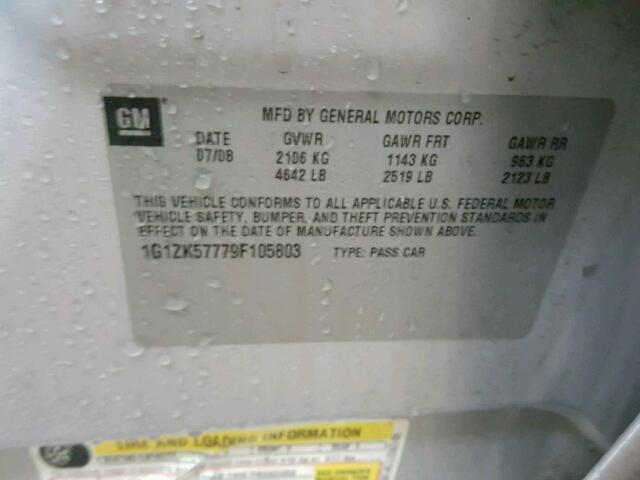 GM
MFD BY GENERAL MOTORS CORP.
DATE GVWR GAWR FRT GAWR RR
07/08 2106 KG 1143 KG 963 KG
4642 LB 2519 LB 2123 LB
THIS VEHICLE CONFORMS TO ALL APPLICABLE U.S. FEDERAL MOTOR
VEHICLE SAFETY, BUMPER, AND THEFT PREVENTION STANDARDS IN
EFFECT ON THE DATE OF MANUFACTURE SHOWN ABOVE.
1G1ZK57779F105803 TYPE: PASS CAR
TIRE AND LOADING INFORMATION